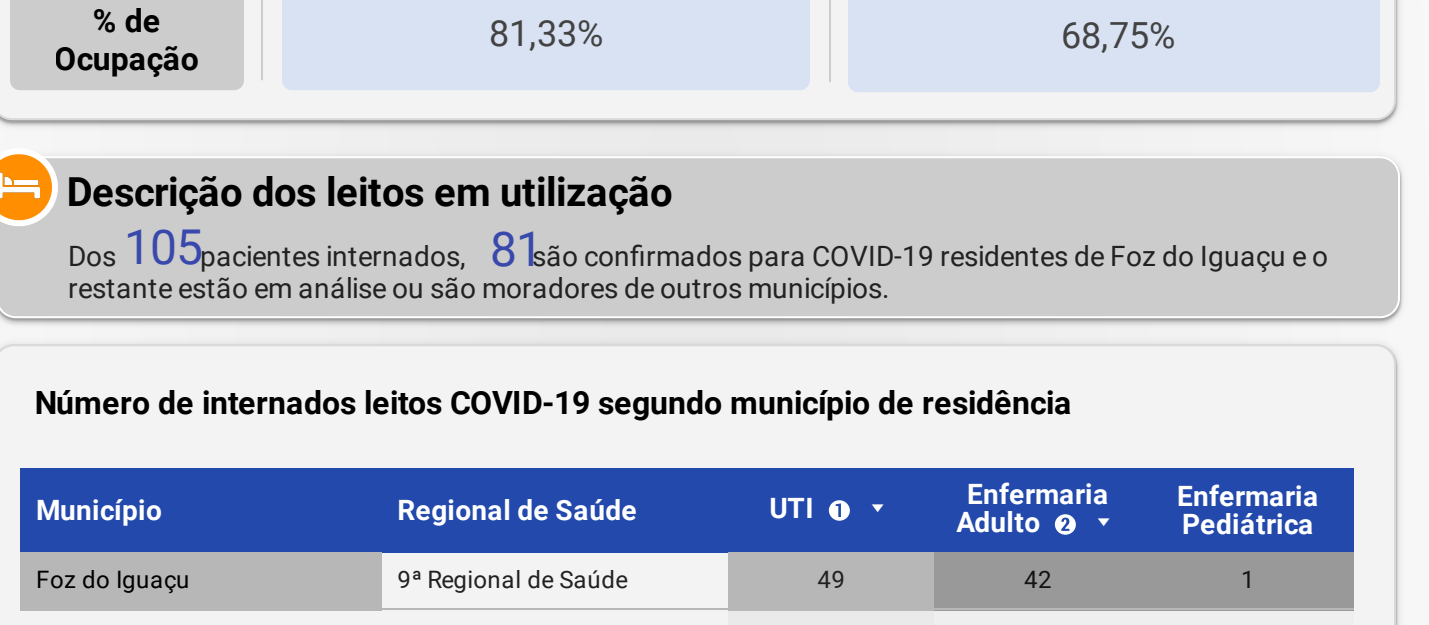 % de
Ocupação
81,33%
68,75%
Descrição dos leitos em utilização
Dos 105 pacientes internados, 81 são confirmados para COVID-19 residentes de Foz do Iguaçu e o
restante estão em análise ou são moradores de outros municípios.
Número de internados leitos COVID-19 segundo município de residência
Município
Regional de Saúde
UTI ❶ ▼
Enfermaria
Adulto ❷ ▼
Enfermaria
Pediátrica
Foz do Iguaçu
9ª Regional de Saúde
49
42
1